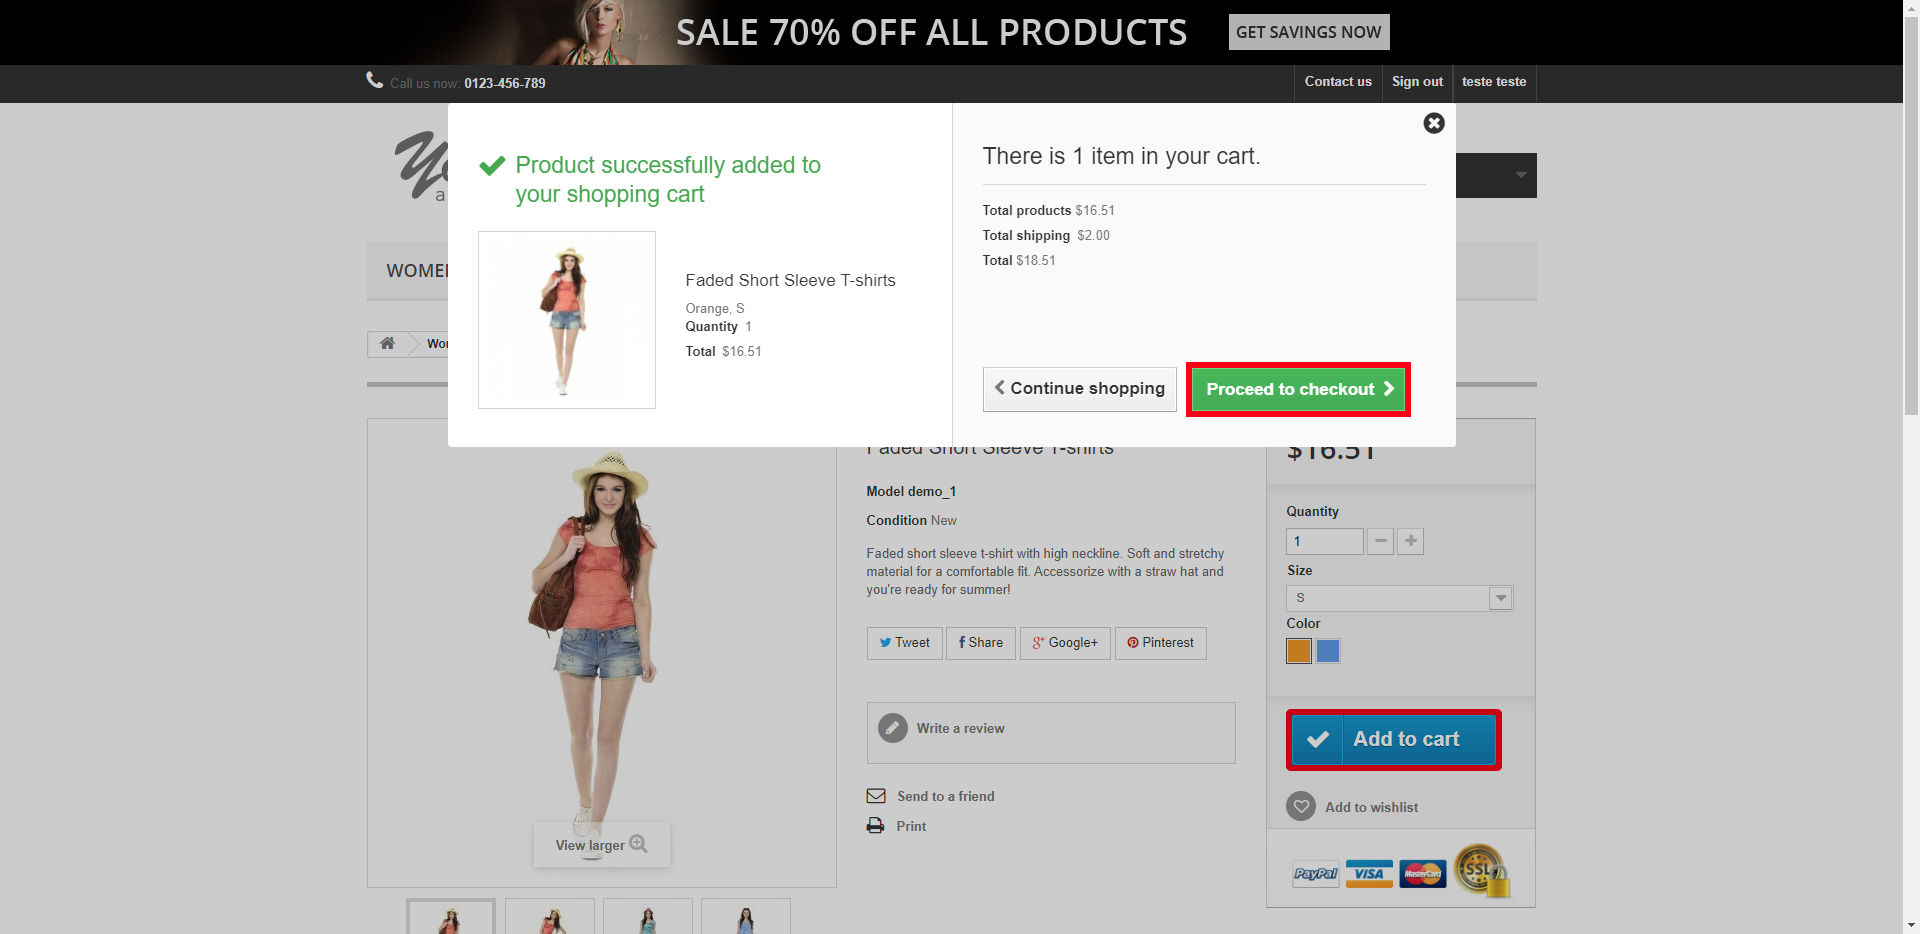 SALE 70% OFF ALL PRODUCTS
GET SAVINGS NOW
Call us now: 0123-456-789
Contact us
Sign out
teste teste
Product successfully added to
your shopping cart
Faded Short Sleeve T-shirts
Orange, S
Quantity 1
Total $16.51
There is 1 item in your cart.
Total products $16.51
Total shipping $2.00
Total $18.51
Continue shopping
Proceed to checkout
Faded Short Sleeve T-shirts
Model demo_1
Condition New
Faded short sleeve t-shirt with high neckline. Soft and stretchy
material for a comfortable fit. Accessorize with a straw hat and
you're ready for summer!
Tweet
Share
Google+
Pinterest
Write a review
Send to a friend
Print
View larger
$16.51
Quantity
1
Size
S
Color
Add to cart
Add to wishlist
PayPal
VISA
MasterCard
SSL